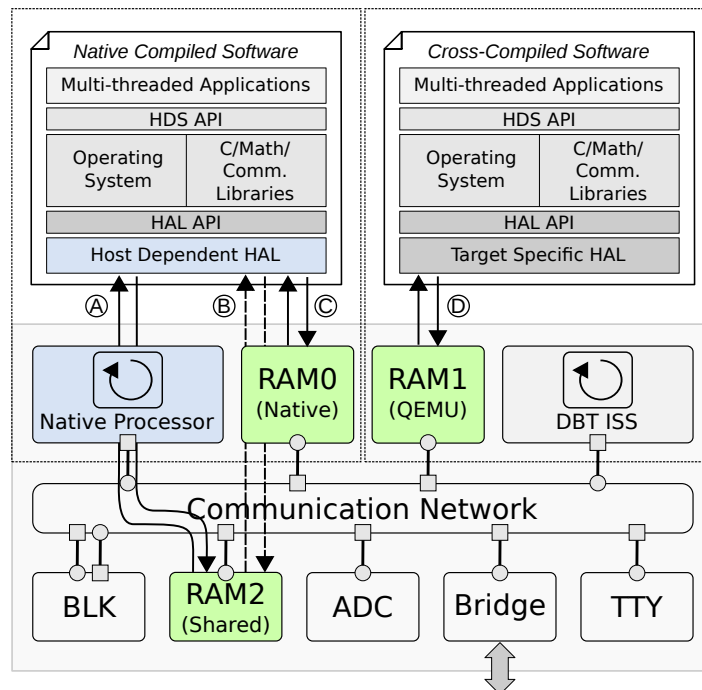 Native Compiled Software
Multi-threaded Applications
HDS API
Operating
System
C/Math/
Comm.
Libraries
HAL API
Host Dependent HAL
Cross-Compiled Software
Multi-threaded Applications
HDS API
Operating
System
C/Math/
Comm.
Libraries
HAL API
Target Specific HAL
A
B
C
D
Native Processor
RAM0
(Native)
RAM1
(QEMU)
DBT ISS
Communication Network
BLK
RAM2
(Shared)
ADC
Bridge
TTY